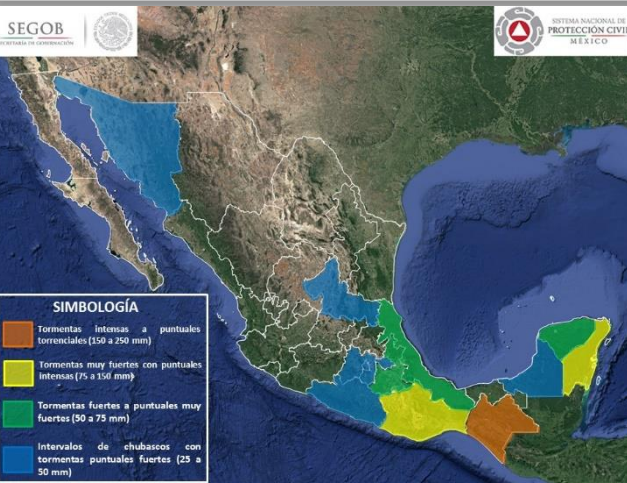 SEGOB
SECRETARÍA DE GOBERNACIÓN
SISTEMA NACIONAL DE
PROTECCIÓN CIVIL
MÉXICO
SIMBOLOGÍA
Tormentas intensas a puntuales
torrenciales (150 a 250 mm)
Tormentas muy fuertes con puntuales
intensas (75 a 150 mm)
Tormentas fuertes a puntuales muy
fuertes (50 a 75 mm)
Intervalos de chubascos con
tormentas puntuales fuertes (25 a
50 mm)